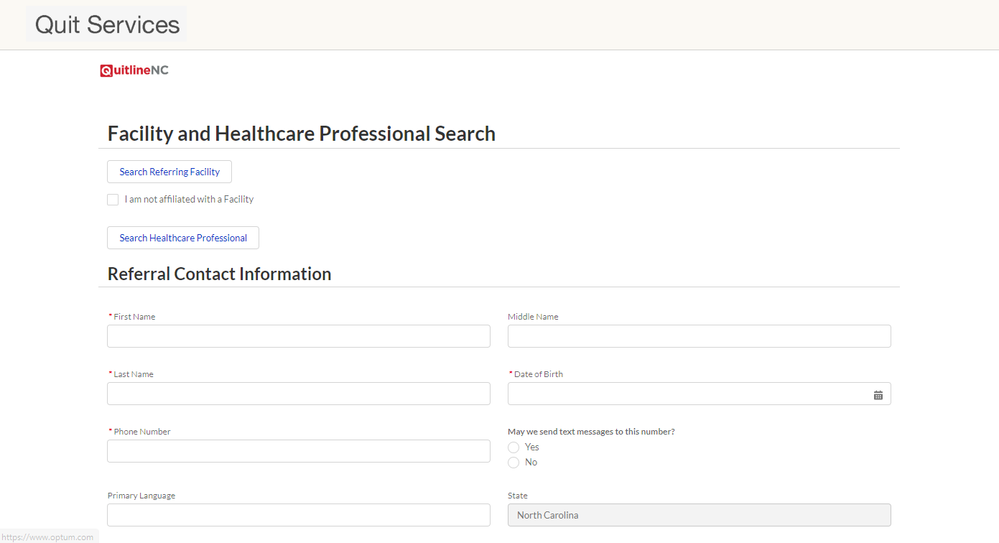 Quit Services
QuitlineNC
Facility and Healthcare Professional Search
Search Referring Facility
I am not affiliated with a Facility
Search Healthcare Professional
Referral Contact Information
* First Name
Middle Name
* Last Name
* Date of Birth
* Phone Number
May we send text messages to this number?
Yes
No
Primary Language
State
North Carolina
https://www.optum.com